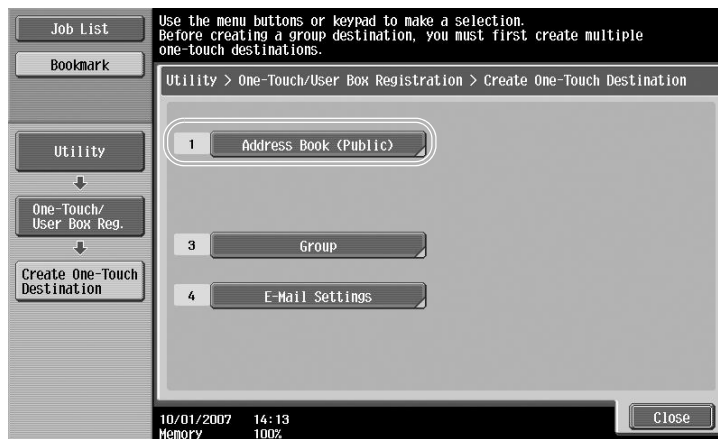 Job List
Bookmark
Use the menu buttons or keypad to make a selection.
Before creating a group destination, you must first create multiple
one-touch destinations.
Utility > One-Touch/User Box Registration > Create One-Touch Destination
Utility
One-Touch/
User Box Reg.
Create One-Touch
Destination
1 Address Book (Public)
3 Group
4 E-Mail Settings
10/01/2007 14:13
Memory 100%
Close